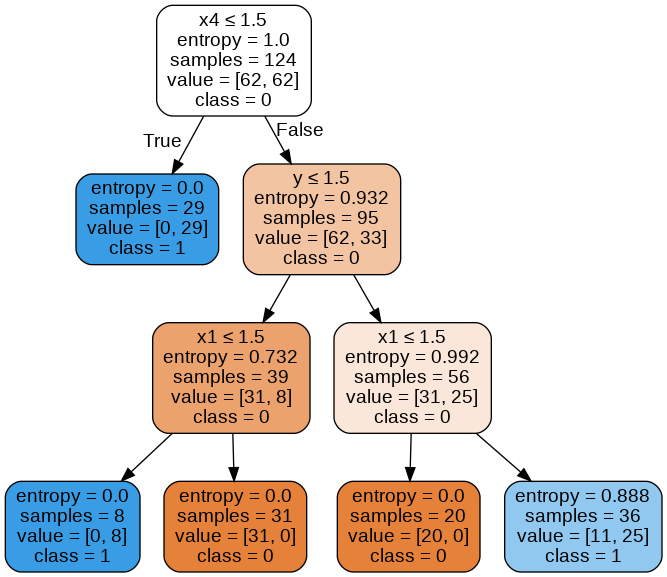 x4 ≤ 1.5
entropy = 1.0
samples = 124
value = [62, 62]
class = 0
True
False
entropy = 0.0
samples = 29
value = [0, 29]
class = 1
y ≤ 1.5
entropy = 0.932
samples = 95
value = [62, 33]
class = 0
x1 ≤ 1.5
entropy = 0.732
samples = 39
value = [31, 8]
class = 0
x1 ≤ 1.5
entropy = 0.992
samples = 56
value = [31, 25]
class = 0
entropy = 0.0
samples = 8
value = [0, 8]
class = 1
entropy = 0.0
samples = 31
value = [31, 0]
class = 0
entropy = 0.0
samples = 20
value = [20, 0]
class = 0
entropy = 0.888
samples = 36
value = [11, 25]
class = 1